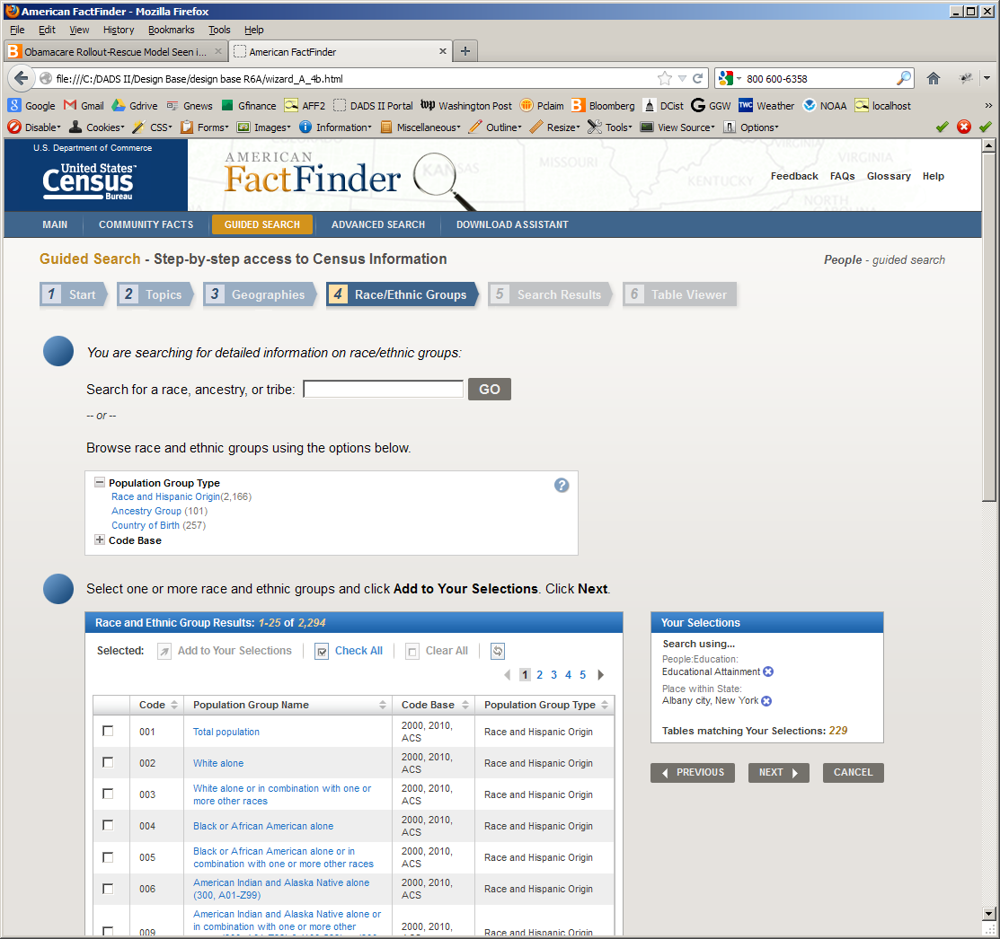 American FactFinder - Mozilla Firefox
File Edit View History Bookmarks Tools Help
Obamacare Rollout-Rescue Model Seen i... American FactFinder
file:///C:/DADS II/Design Base/design base R6A/wizard_A_4b.html 800 600-6358
Google Gmail Gdrive Gnews Gfinance AFF2 DADS II Portal Washington Post Pclaim Bloomberg DCist GGW Weather NOAA localhost
Disable Cookies CSS Forms Images Information Miscellaneous Outline Resize Tools View Source Options
U.S. Department of Commerce
United States™
Census
Bureau
AMERICAN
FactFinder
KANSAS MISSOURI KENTUCKY VIRGINIA
NORTH
Feedback FAQs Glossary Help
MAIN COMMUNITY FACTS GUIDED SEARCH ADVANCED SEARCH DOWNLOAD ASSISTANT
Guided Search - Step-by-step access to Census Information People - guided search
1 Start 2 Topics 3 Geographies 4 Race/Ethnic Groups 5 Search Results 6 Table Viewer
You are searching for detailed information on race/ethnic groups:
Search for a race, ancestry, or tribe: GO
-- or --
Browse race and ethnic groups using the options below.
Population Group Type
Race and Hispanic Origin(2,166)
Ancestry Group (101)
Country of Birth (257)
Code Base
Select one or more race and ethnic groups and click Add to Your Selections. Click Next.
Race and Ethnic Group Results: 1-25 of 2,294
Selected: Add to Your Selections Check All Clear All
1 2 3 4 5
Code Population Group Name Code Base Population Group Type
001 Total population 2000, 2010, ACS Race and Hispanic Origin
002 White alone 2000, 2010, ACS Race and Hispanic Origin
003 White alone or in combination with one or more other races 2000, 2010, ACS Race and Hispanic Origin
004 Black or African American alone 2000, 2010, ACS Race and Hispanic Origin
005 Black or African American alone or in combination with one or more other races 2000, 2010, ACS Race and Hispanic Origin
006 American Indian and Alaska Native alone (300, A01-Z99) 2000, 2010, ACS Race and Hispanic Origin
009 American Indian and Alaska Native alone or in combination with one or more other 2000, 2010, Race and Hispanic Origin
Your Selections
Search using...
People:Education:
Educational Attainment
Place within State:
Albany city, New York
Tables matching Your Selections: 229
PREVIOUS NEXT CANCEL